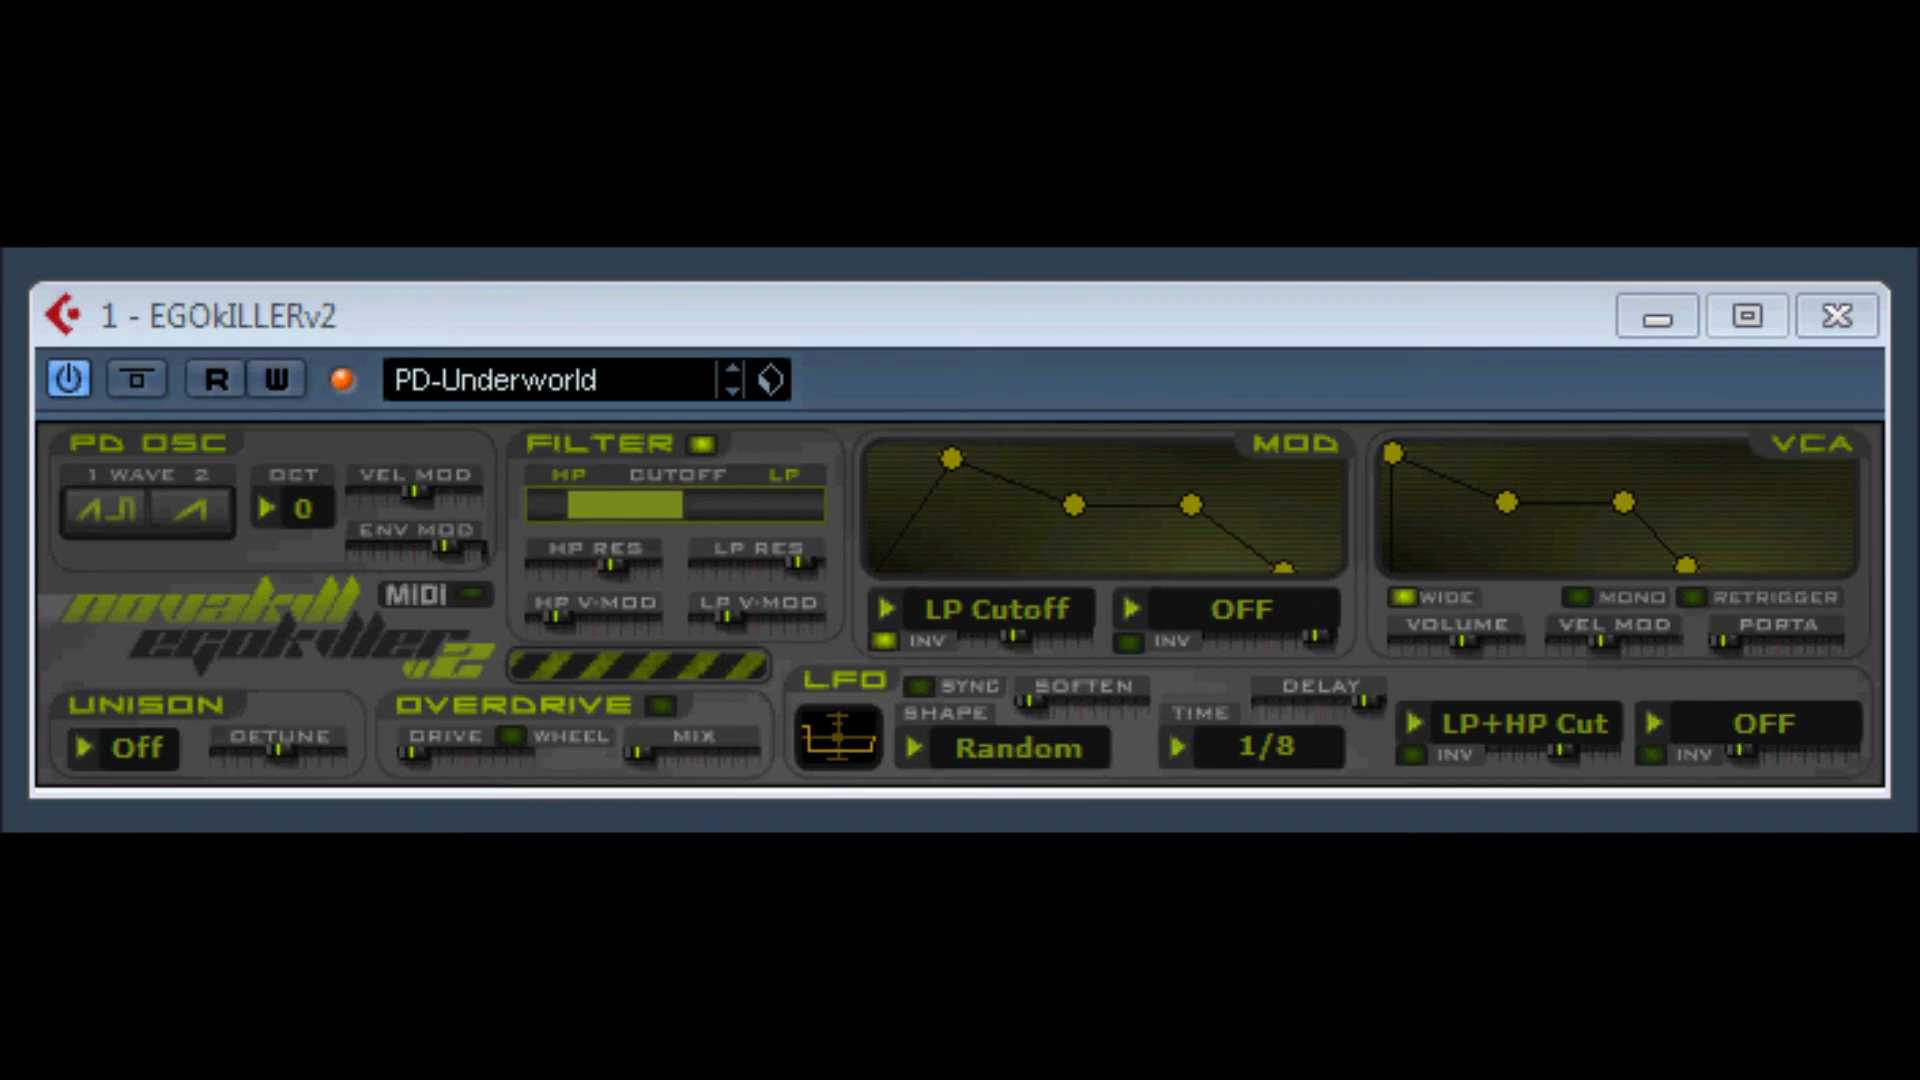 1 - EGOkILLERv2
R W PD-Underworld
PD OSC
1 WAVE 2 OCT VEL MOD
0
ENV MOD
novakill MIDI
egokiller
v2
FILTER
HP CUTOFF LP
HP RES LP RES
HP V-MOD LP V-MOD
MOD
LP Cutoff OFF
INV INV
VCA
WIDE MONO RETRIGGER
VOLUME VEL MOD PORTA
UNISON
Off DETUNE
OVERDRIVE
DRIVE WHEEL MIX
LFO SYNC SOFTEN DELAY
SHAPE TIME
Random 1/8
LP+HP Cut OFF
INV INV